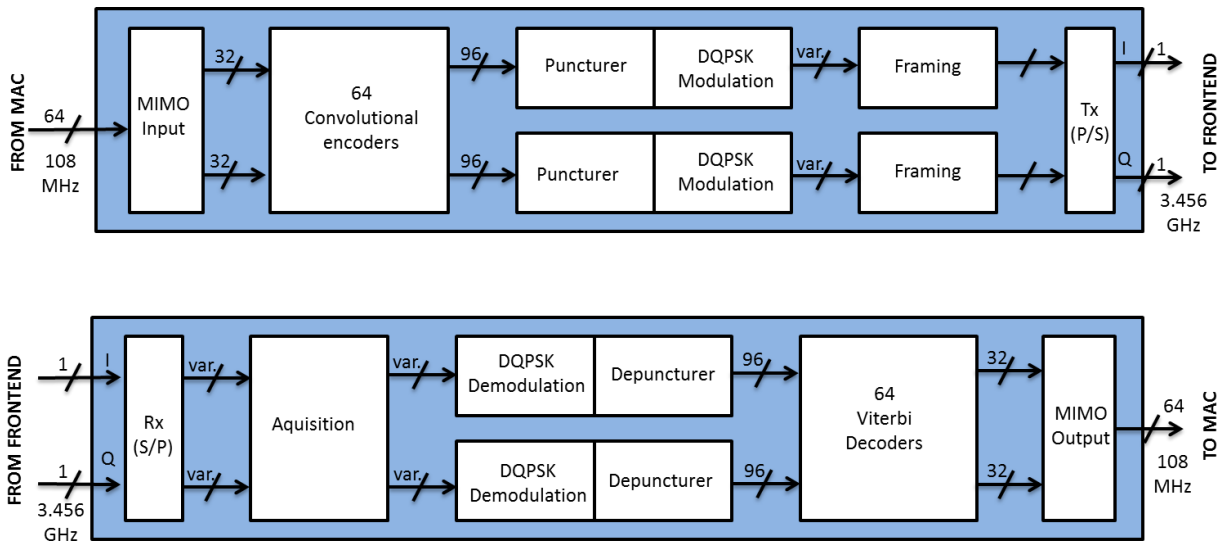 FROM MAC
64
108
MHz
MIMO
Input
32
32
64
Convolutional
encoders
96
96
Puncturer
DQPSK
Modulation
var.
Framing
Puncturer
DQPSK
Modulation
var.
Framing
Tx
(P/S)
I
1
Q
1
3.456
GHz
TO FRONTEND
FROM FRONTEND
1
I
1
Q
3.456
GHz
Rx
(S/P)
var.
var.
Aquisition
var.
var.
DQPSK
Demodulation
Depuncturer
96
DQPSK
Demodulation
Depuncturer
96
64
Viterbi
Decoders
32
32
MIMO
Output
64
108
MHz
TO MAC